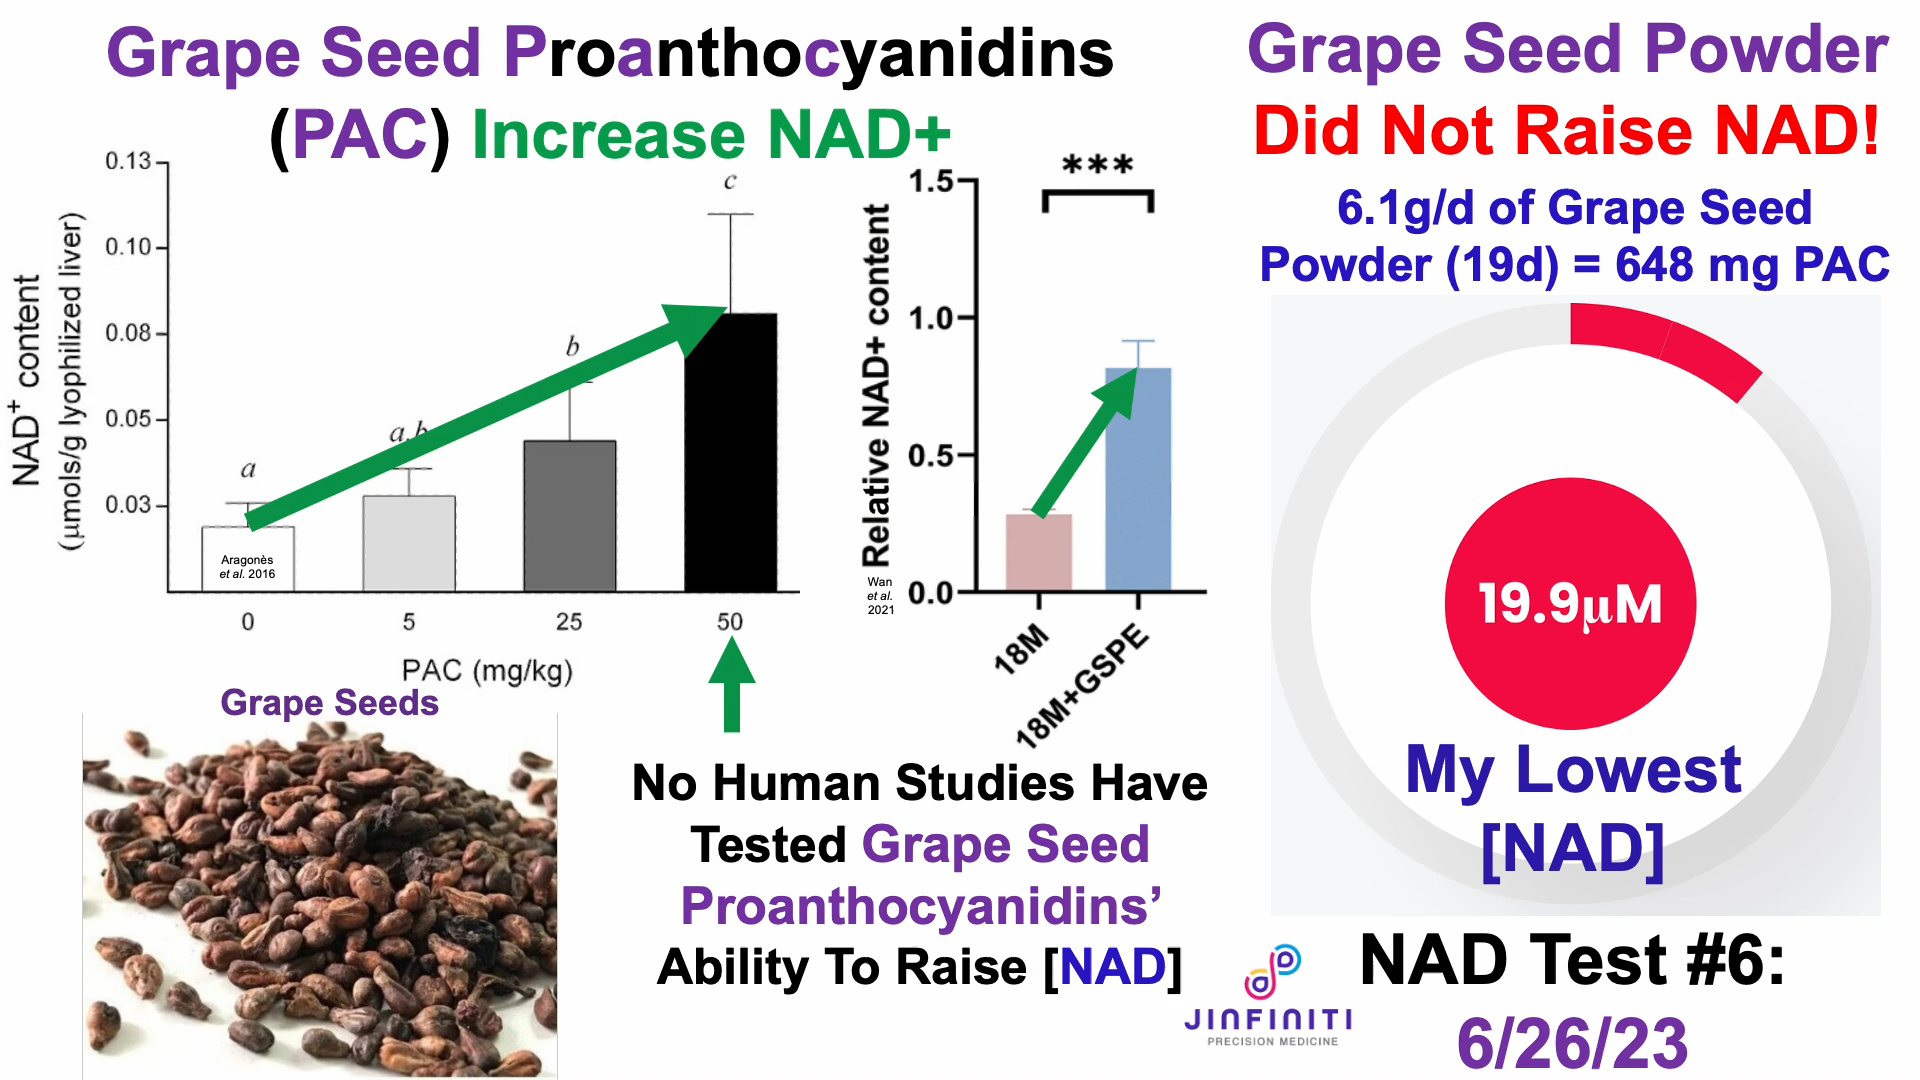 Grape Seed Proanthocyanidins
(PAC) Increase NAD+
NAD⁺ content
(μmols/g lyophilized liver)
0.13
0.10
0.08
0.05
0.03
a
a,b
b
c
Aragonès
et al. 2016
0
5
25
50
PAC (mg/kg)
Relative NAD+ content
Wan
et al.
2021
1.5
1.0
0.5
0.0
***
18M
18M+GSPE
Grape Seeds
No Human Studies Have
Tested Grape Seed
Proanthocyanidins’
Ability To Raise [NAD]
Grape Seed Powder
Did Not Raise NAD!
6.1g/d of Grape Seed
Powder (19d) = 648 mg PAC
19.9μM
My Lowest
[NAD]
JINFINITI
PRECISION MEDICINE
NAD Test #6:
6/26/23